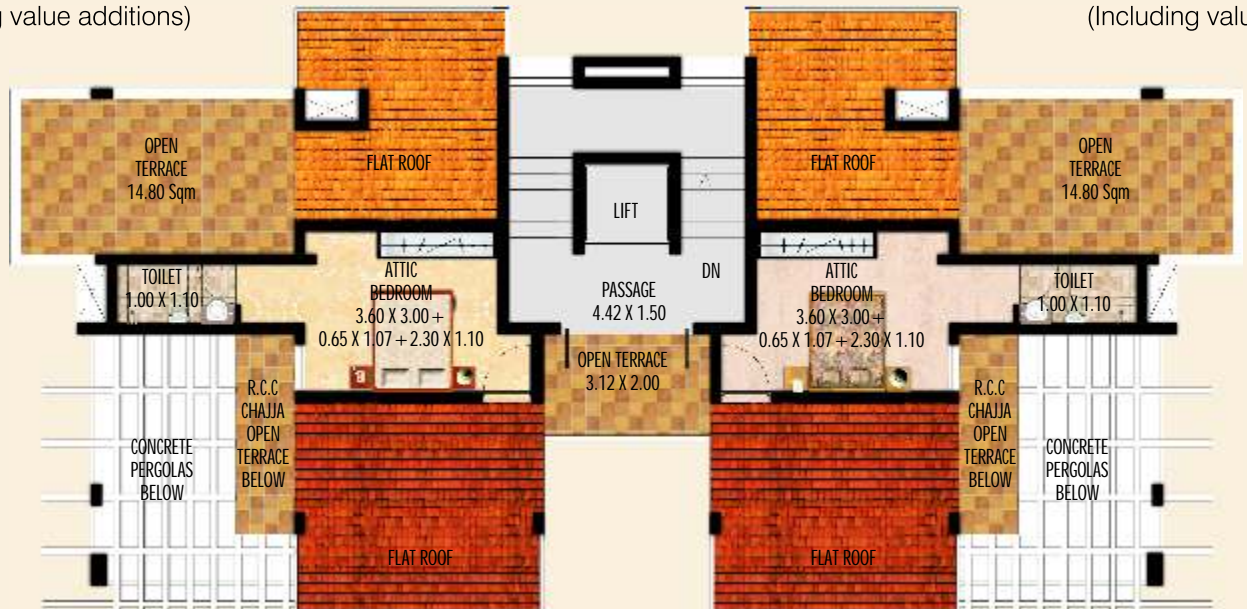 g value additions)
(Including valu
OPEN
TERRACE
14.80 Sqm
FLAT ROOF
LIFT
FLAT ROOF
OPEN
TERRACE
14.80 Sqm
TOILET
1.00 X 1.10
ATTIC
BEDROOM
3.60 X 3.00 +
0.65 X 1.07 + 2.30 X 1.10
PASSAGE
4.42 X 1.50
DN
ATTIC
BEDROOM
3.60 X 3.00 +
0.65 X 1.07 + 2.30 X 1.10
TOILET
1.00 X 1.10
OPEN TERRACE
3.12 X 2.00
CONCRETE
PERGOLAS
BELOW
R.C.C
CHAJJA
OPEN
TERRACE
BELOW
R.C.C
CHAJJA
OPEN
TERRACE
BELOW
CONCRETE
PERGOLAS
BELOW
FLAT ROOF
FLAT ROOF